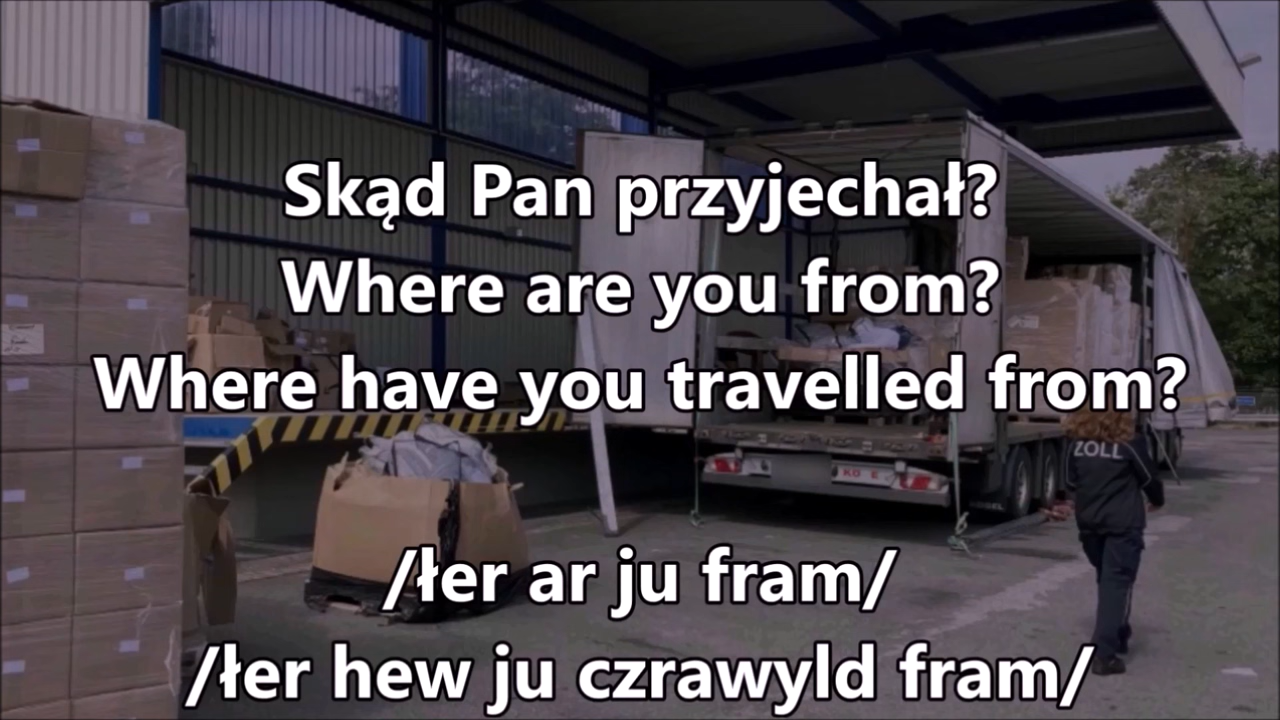 Skąd Pan przyjechał?
Where are you from?
Where have you travelled from?
ZOLL
/łer ar ju fram/
/łer hew ju czrawyld fram/